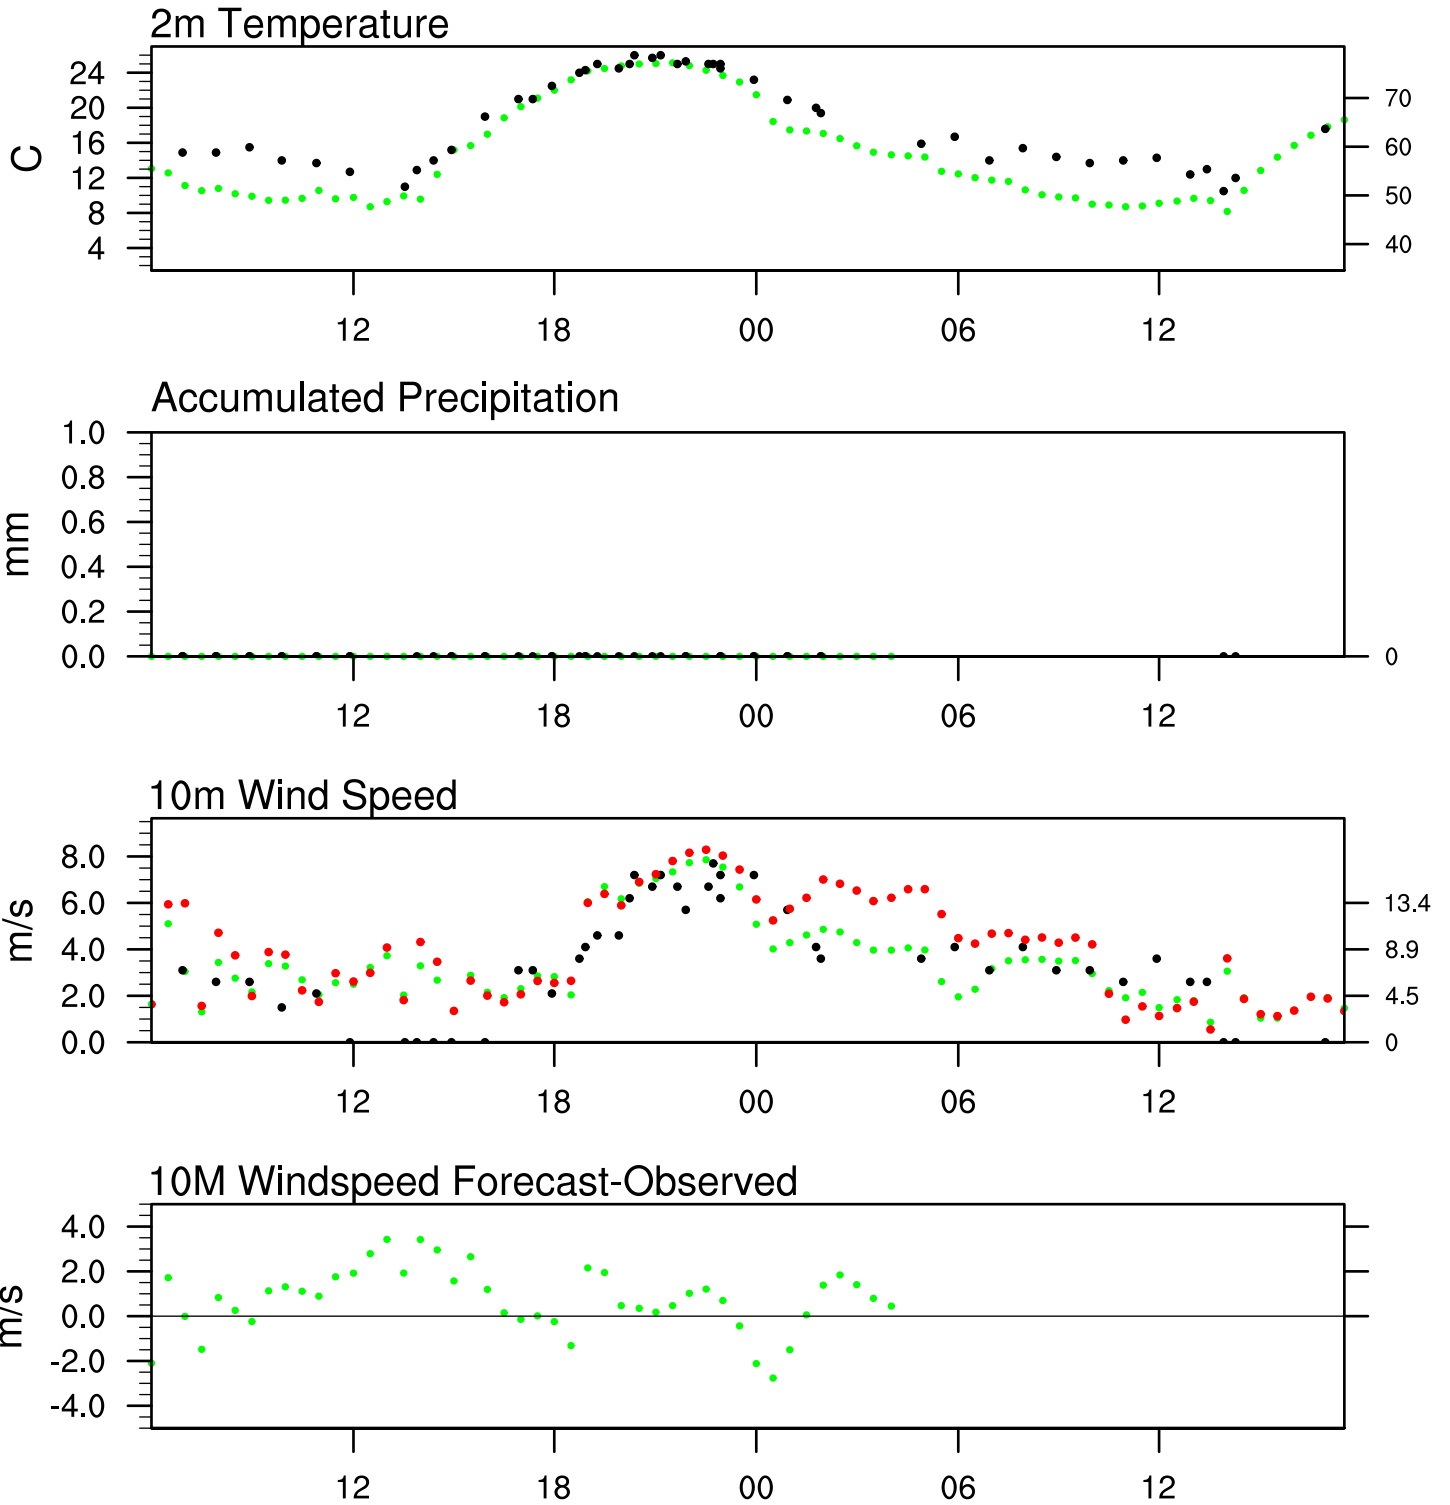 2m Temperature
C
24
20
16
12
8
4
70
60
50
40
12 18 00 06 12
Accumulated Precipitation
mm
1.0
0.8
0.6
0.4
0.2
0.0
0
12 18 00 06 12
10m Wind Speed
m/s
8.0
6.0
4.0
2.0
0.0
13.4
8.9
4.5
0
12 18 00 06 12
10M Windspeed Forecast-Observed
m/s
4.0
2.0
0.0
-2.0
-4.0
12 18 00 06 12